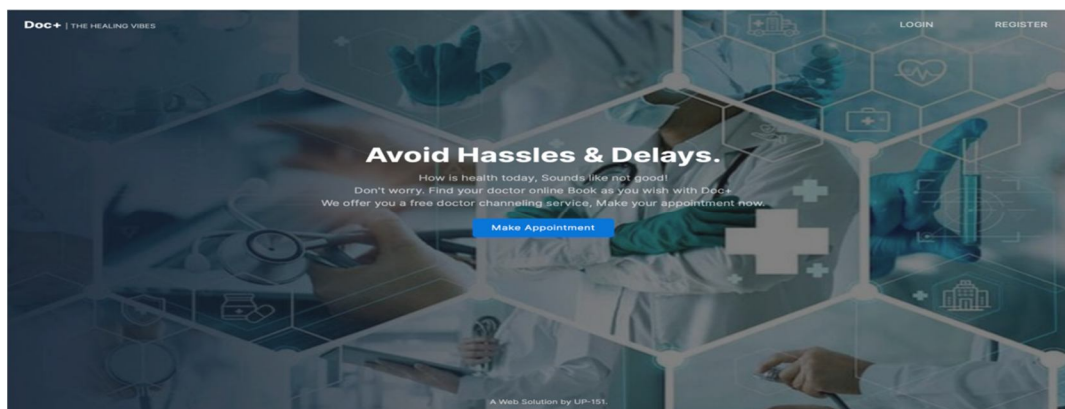 Doc+ | THE HEALING VIBES
LOGIN
REGISTER
Avoid Hassles & Delays.
How is health today, Sounds like not good!
Don't worry. Find your doctor online Book as you wish with Doc+
We offer you a free doctor channeling service, Make your appointment now.
Make Appointment
A Web Solution by UP-151.